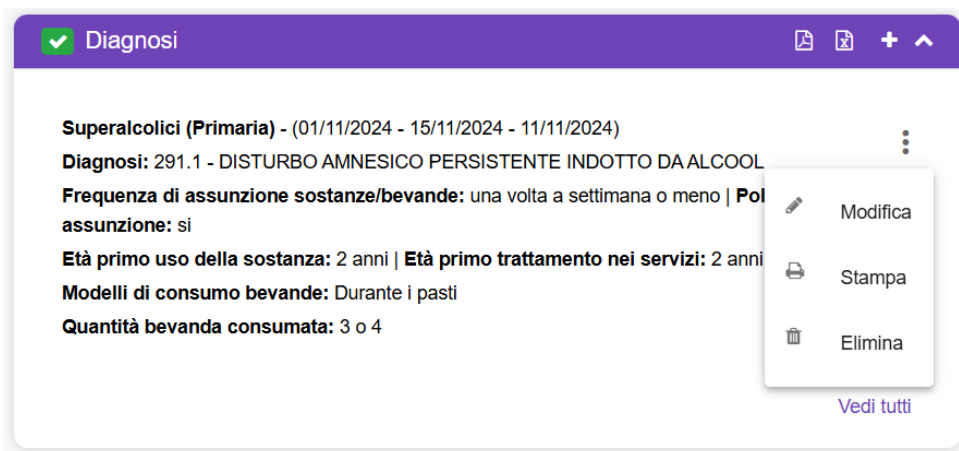 Diagnosi
Superalcolici (Primaria) - (01/11/2024 - 15/11/2024 - 11/11/2024)
Diagnosi: 291.1 - DISTURBO AMNESICO PERSISTENTE INDOTTO DA ALCOOL
Frequenza di assunzione sostanze/bevande: una volta a settimana o meno | Pol
assunzione: si
Età primo uso della sostanza: 2 anni | Età primo trattamento nei servizi: 2 anni
Modelli di consumo bevande: Durante i pasti
Quantità bevanda consumata: 3 o 4
Modifica
Stampa
Elimina
Vedi tutti